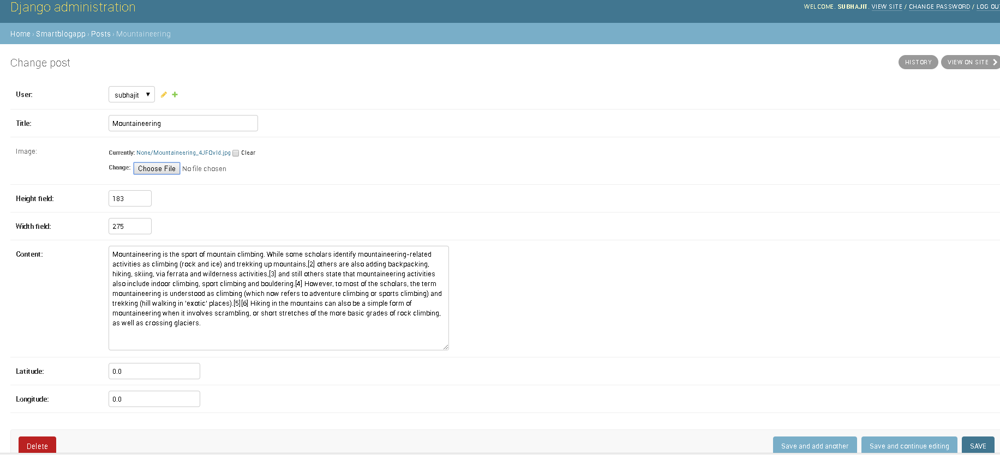 Django administration
WELCOME, SUBHAJIT. VIEW SITE / CHANGE PASSWORD / LOG OUT
Home › Smartblogapp › Posts › Mountaineering
Change post
HISTORY
VIEW ON SITE
User:
subhajit
Title:
Mountaineering
Image:
Currently: None/Mountaineering_4JFQvld.jpg Clear
Change: Choose File No file chosen
Height field:
183
Width field:
275
Content:
Mountaineering is the sport of mountain climbing. While some scholars identify mountaineering-related
activities as climbing (rock and ice) and trekking up mountains,[2] others are also adding backpacking,
hiking, skiing, via ferrata and wilderness activities,[3] and still others state that mountaineering activities
also include indoor climbing, sport climbing and bouldering.[4] However, to most of the scholars, the term
mountaineering is understood as climbing (which now refers to adventure climbing or sports climbing) and
trekking (hill walking in 'exotic' places).[5][6] Hiking in the mountains can also be a simple form of
mountaineering when it involves scrambling, or short stretches of the more basic grades of rock climbing,
as well as crossing glaciers.
Latitude:
0.0
Longitude:
0.0
Delete
Save and add another
Save and continue editing
SAVE